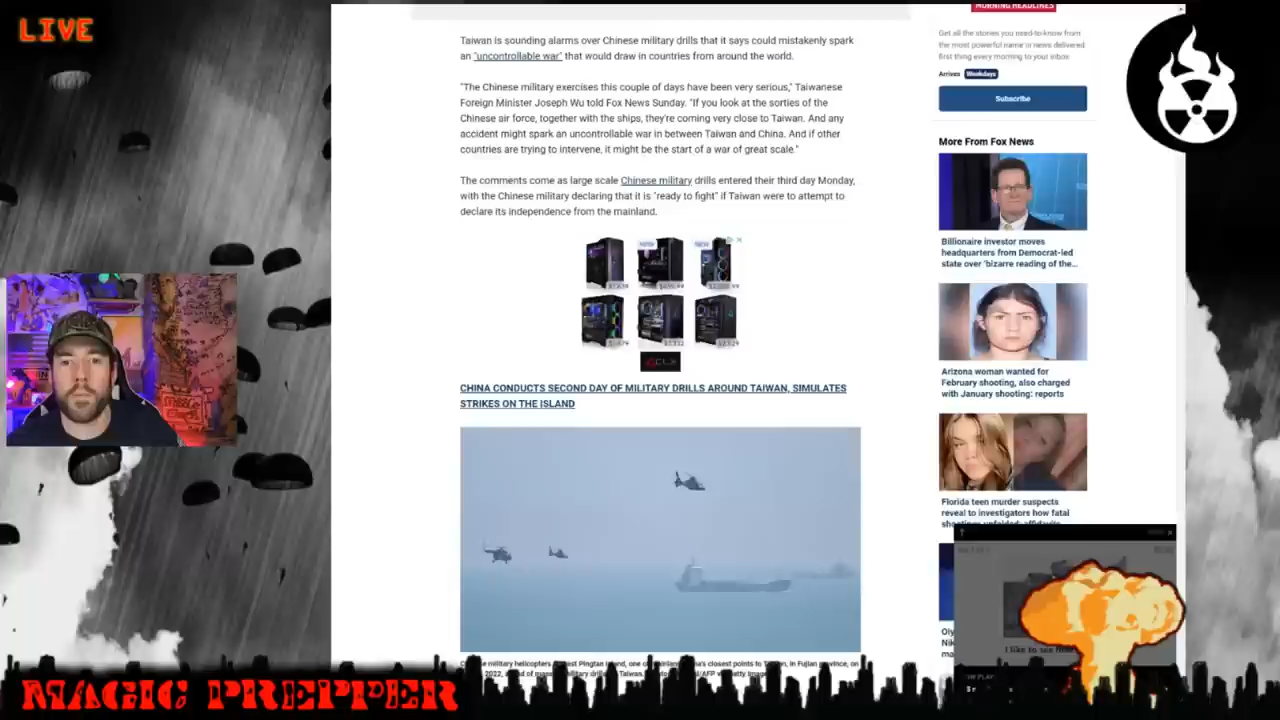 LIVE
MORNING HEADLINES
Taiwan is sounding alarms over Chinese military drills that it says could mistakenly spark
an "uncontrollable war" that would draw in countries from around the world.
"The Chinese military exercises this couple of days have been very serious," Taiwanese
Foreign Minister Joseph Wu told Fox News Sunday. "If you look at the sorties of the
Chinese air force, together with the ships, they're coming very close to Taiwan. And any
accident might spark an uncontrollable war in between Taiwan and China. And if other
countries are trying to intervene, it might be the start of a war of great scale."
The comments come as large scale Chinese military drills entered their third day Monday,
with the Chinese military declaring that it is "ready to fight" if Taiwan were to attempt to
declare its independence from the mainland.
CHINA CONDUCTS SECOND DAY OF MILITARY DRILLS AROUND TAIWAN, SIMULATES
STRIKES ON THE ISLAND
Get all the stories you need-to-know from
the most powerful name in news delivered
first thing every morning to your inbox
Arrives Weekdays
Subscribe
More From Fox News
Billionaire investor moves
headquarters from Democrat-led
state over 'bizarre reading of the...
Arizona woman wanted for
February shooting, also charged
with January shooting: reports
Florida teen murder suspects
reveal to investigators how fatal
MAGIC PREPPER